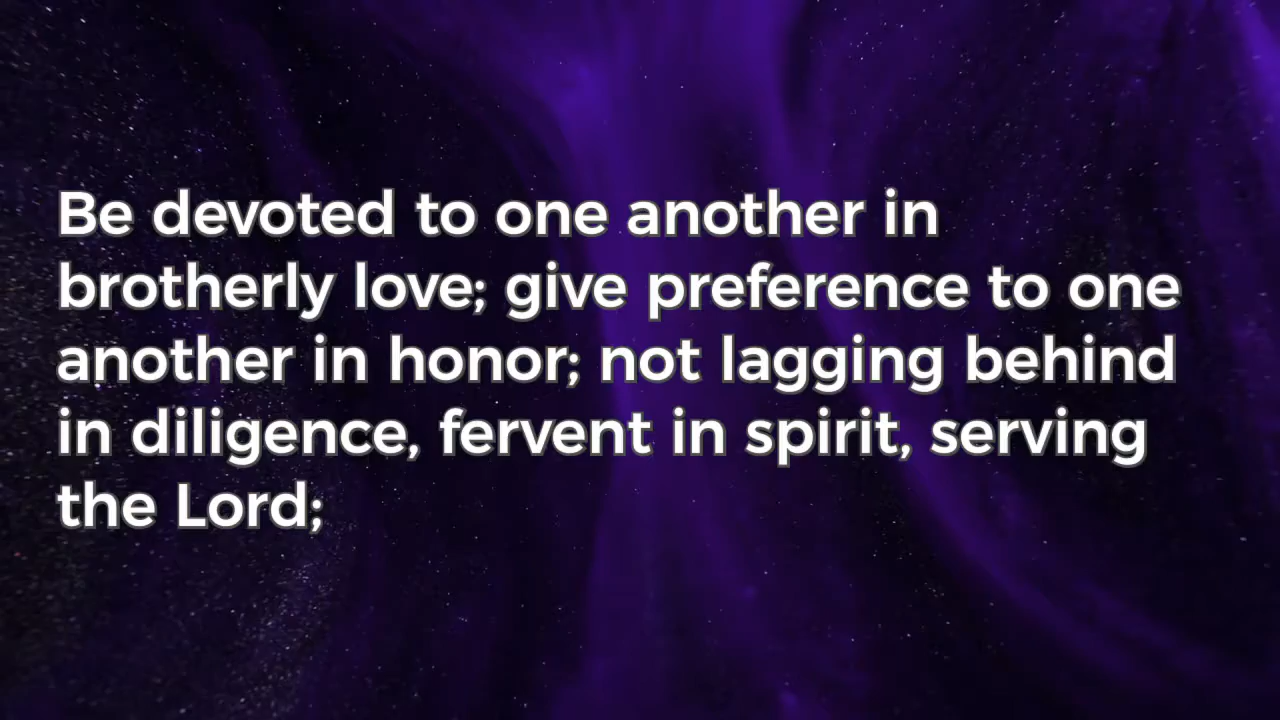 Be devoted to one another in
brotherly love; give preference to one
another in honor; not lagging behind
in diligence, fervent in spirit, serving
the Lord;